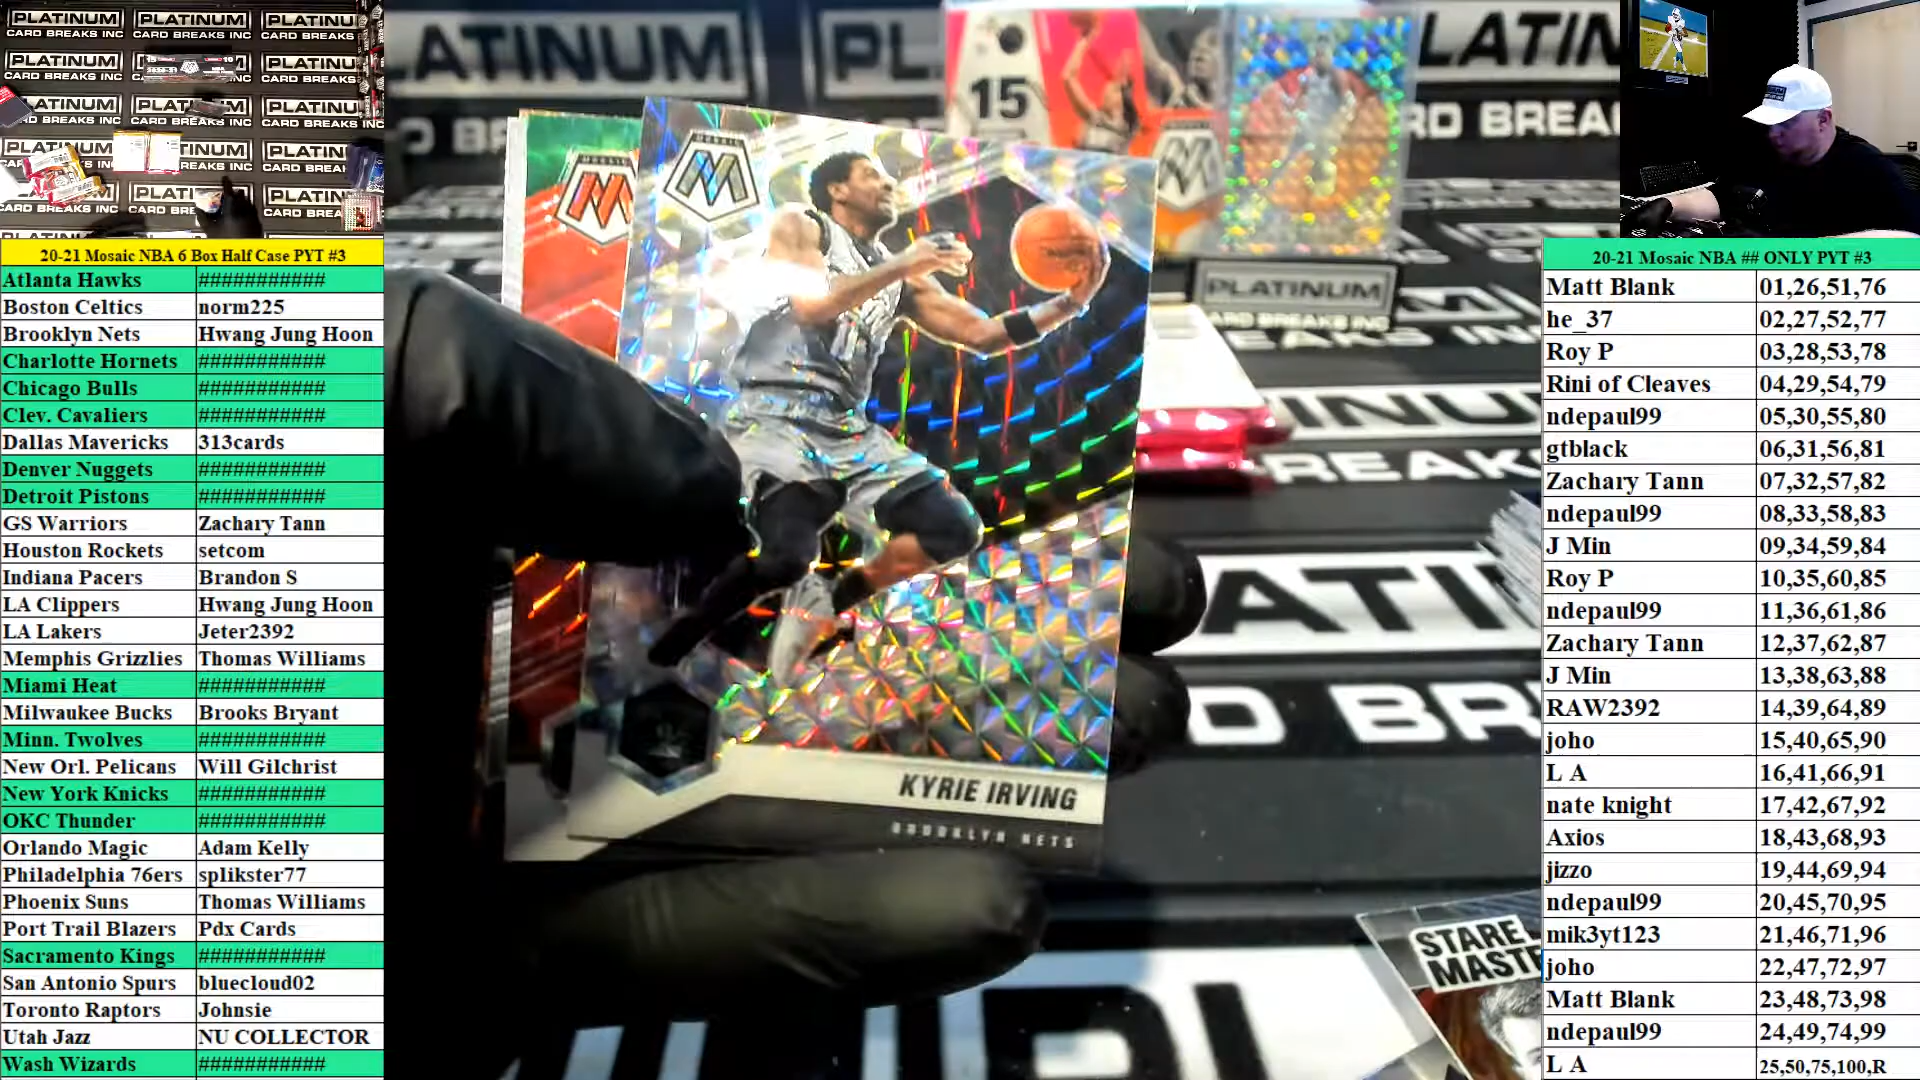 20-21 Mosaic NBA 6 Box Half Case PYT #3
Atlanta Hawks ###########
Boston Celtics norm225
Brooklyn Nets Hwang Jung Hoon
Charlotte Hornets ###########
Chicago Bulls ###########
Clev. Cavaliers ###########
Dallas Mavericks 313cards
Denver Nuggets ###########
Detroit Pistons ###########
GS Warriors Zachary Tann
Houston Rockets setcom
Indiana Pacers Brandon S
LA Clippers Hwang Jung Hoon
LA Lakers Jeter2392
Memphis Grizzlies Thomas Williams
Miami Heat ###########
Milwaukee Bucks Brooks Bryant
Minn. Twolves ###########
New Orl. Pelicans Will Gilchrist
New York Knicks ###########
OKC Thunder ###########
Orlando Magic Adam Kelly
Philadelphia 76ers splikster77
Phoenix Suns Thomas Williams
Port Trail Blazers Pdx Cards
Sacramento Kings ###########
San Antonio Spurs bluecloud02
Toronto Raptors Johnsie
Utah Jazz NU COLLECTOR
Wash Wizards ###########
PLATINUM
CARD BREAKS INC
15
MOSAIC
KYRIE IRVING
BROOKLYN NETS
PLATINUM
CARD BREAKS INC
STARE
MASTE
20-21 Mosaic NBA ## ONLY PYT #3
Matt Blank 01,26,51,76
he_37 02,27,52,77
Roy P 03,28,53,78
Rini of Cleaves 04,29,54,79
ndepaul99 05,30,55,80
gtblack 06,31,56,81
Zachary Tann 07,32,57,82
ndepaul99 08,33,58,83
J Min 09,34,59,84
Roy P 10,35,60,85
ndepaul99 11,36,61,86
Zachary Tann 12,37,62,87
J Min 13,38,63,88
RAW2392 14,39,64,89
joho 15,40,65,90
L A 16,41,66,91
nate knight 17,42,67,92
Axios 18,43,68,93
jizzo 19,44,69,94
ndepaul99 20,45,70,95
mik3yt123 21,46,71,96
joho 22,47,72,97
Matt Blank 23,48,73,98
ndepaul99 24,49,74,99
L A 25,50,75,100,R